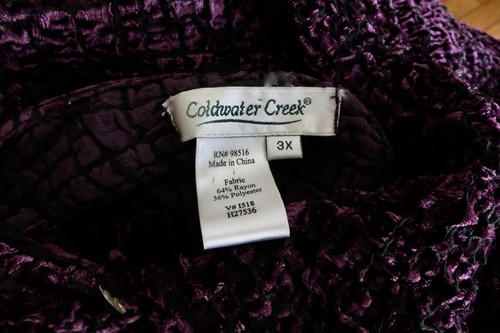 Coldwater Creek®
3X
RN# 98516
Made in China
Fabric
64% Rayon
36% Polyester
V# 1518
H27536